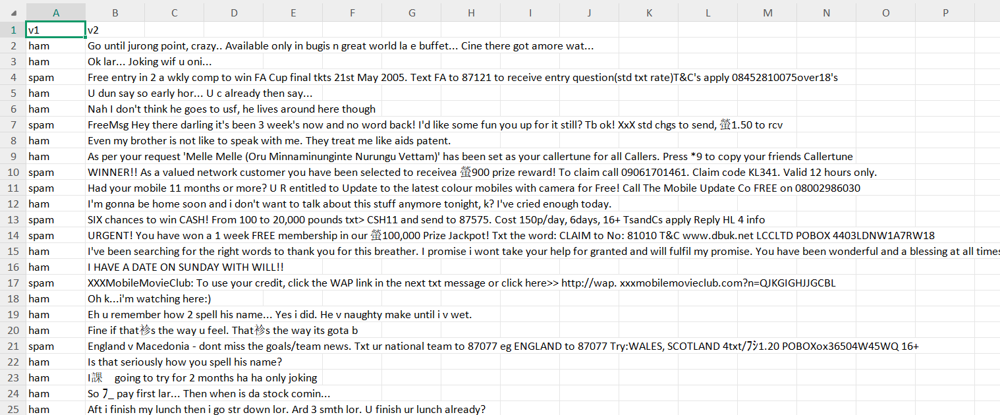 A B C D E F G H I J K L M N O P
1 v1 v2
2 ham Go until jurong point, crazy.. Available only in bugis n great world la e buffet... Cine there got amore wat...
3 ham Ok lar... Joking wif u oni...
4 spam Free entry in 2 a wkly comp to win FA Cup final tkts 21st May 2005. Text FA to 87121 to receive entry question(std txt rate)T&C's apply 08452810075over18's
5 ham U dun say so early hor... U c already then say...
6 ham Nah I don't think he goes to usf, he lives around here though
7 spam FreeMsg Hey there darling it's been 3 week's now and no word back! I'd like some fun you up for it still? Tb ok! XxX std chgs to send, 螢1.50 to rcv
8 ham Even my brother is not like to speak with me. They treat me like aids patent.
9 ham As per your request 'Melle Melle (Oru Minnaminunginte Nurungu Vettam)' has been set as your callertune for all Callers. Press *9 to copy your friends Callertune
10 spam WINNER!! As a valued network customer you have been selected to receivea 螢900 prize reward! To claim call 09061701461. Claim code KL341. Valid 12 hours only.
11 spam Had your mobile 11 months or more? U R entitled to Update to the latest colour mobiles with camera for Free! Call The Mobile Update Co FREE on 08002986030
12 ham I'm gonna be home soon and i don't want to talk about this stuff anymore tonight, k? I've cried enough today.
13 spam SIX chances to win CASH! From 100 to 20,000 pounds txt> CSH11 and send to 87575. Cost 150p/day, 6days, 16+ TsandCs apply Reply HL 4 info
14 spam URGENT! You have won a 1 week FREE membership in our 螢100,000 Prize Jackpot! Txt the word: CLAIM to No: 81010 T&C www.dbuk.net LCCLTD POBOX 4403LDNW1A7RW18
15 ham I've been searching for the right words to thank you for this breather. I promise i wont take your help for granted and will fulfil my promise. You have been wonderful and a blessing at all times
16 ham I HAVE A DATE ON SUNDAY WITH WILL!!
17 spam XXXMobileMovieClub: To use your credit, click the WAP link in the next txt message or click here>> http://wap. xxxmobilemovieclub.com?n=QJKGIGHJJGCBL
18 ham Oh k...i'm watching here:)
19 ham Eh u remember how 2 spell his name... Yes i did. He v naughty make until i v wet.
20 ham Fine if that袗s the way u feel. That袗s the way its gota b
21 spam England v Macedonia - dont miss the goals/team news. Txt ur national team to 87077 eg ENGLAND to 87077 Try:WALES, SCOTLAND 4txt/フシ1.20 POBOXox36504W45WQ 16+
22 ham Is that seriously how you spell his name?
23 ham I課 going to try for 2 months ha ha only joking
24 ham So フ_ pay first lar... Then when is da stock comin...
25 ham Aft i finish my lunch then i go str down lor. Ard 3 smth lor. U finish ur lunch already?